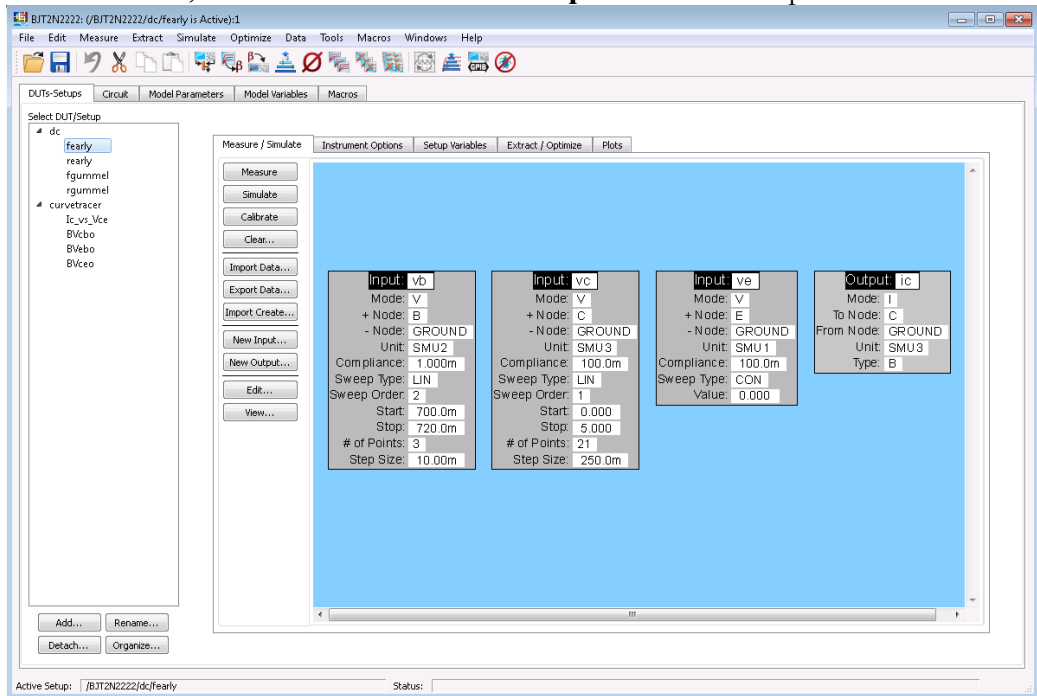 BJT2N2222: (/BJT2N2222/dc/fearly is Active):1
File Edit Measure Extract Simulate Optimize Data Tools Macros Windows Help
DUTs-Setups Circuit Model Parameters Model Variables Macros
Select DUT/Setup
dc
fearly
rearly
fgummel
rgummel
curvetracer
Ic_vs_Vce
BVcbo
BVebo
BVceo
Add... Rename...
Detach... Organize...
Measure / Simulate Instrument Options Setup Variables Extract / Optimize Plots
Measure
Simulate
Calibrate
Clear...
Import Data...
Export Data...
Import Create...
New Input...
New Output...
Edit...
View...
Input: vb
Mode: V
+ Node: B
- Node: GROUND
Unit: SMU2
Compliance: 1.000m
Sweep Type: LIN
Sweep Order: 2
Start: 700.0m
Stop: 720.0m
# of Points: 3
Step Size: 10.00m
Input: vc
Mode: V
+ Node: C
- Node: GROUND
Unit: SMU3
Compliance: 100.0m
Sweep Type: LIN
Sweep Order: 1
Start: 0.000
Stop: 5.000
# of Points: 21
Step Size: 250.0m
Input: ve
Mode: V
+ Node: E
- Node: GROUND
Unit: SMU1
Compliance: 100.0m
Sweep Type: CON
Value: 0.000
Output: ic
Mode: I
To Node: C
From Node: GROUND
Unit: SMU3
Type: B
Active Setup: /BJT2N2222/dc/fearly Status: